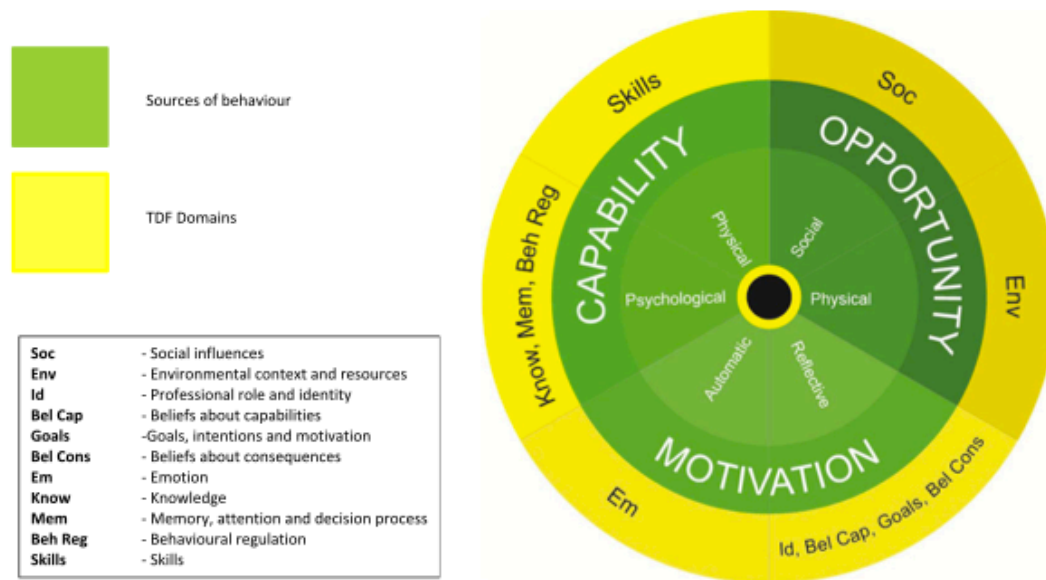 Sources of behaviour
TDF Domains
Soc - Social influences
Env - Environmental context and resources
Id - Professional role and identity
Bel Cap - Beliefs about capabilities
Goals -Goals, intentions and motivation
Bel Cons - Beliefs about consequences
Em - Emotion
Know - Knowledge
Mem - Memory, attention and decision process
Beh Reg - Behavioural regulation
Skills - Skills
Skills
Soc
Env
Id, Bel Cap, Goals, Bel Cons
Em
Know, Mem, Beh Reg
CAPABILITY
OPPORTUNITY
MOTIVATION
Physical
Social
Psychological
Physical
Automatic
Reflective